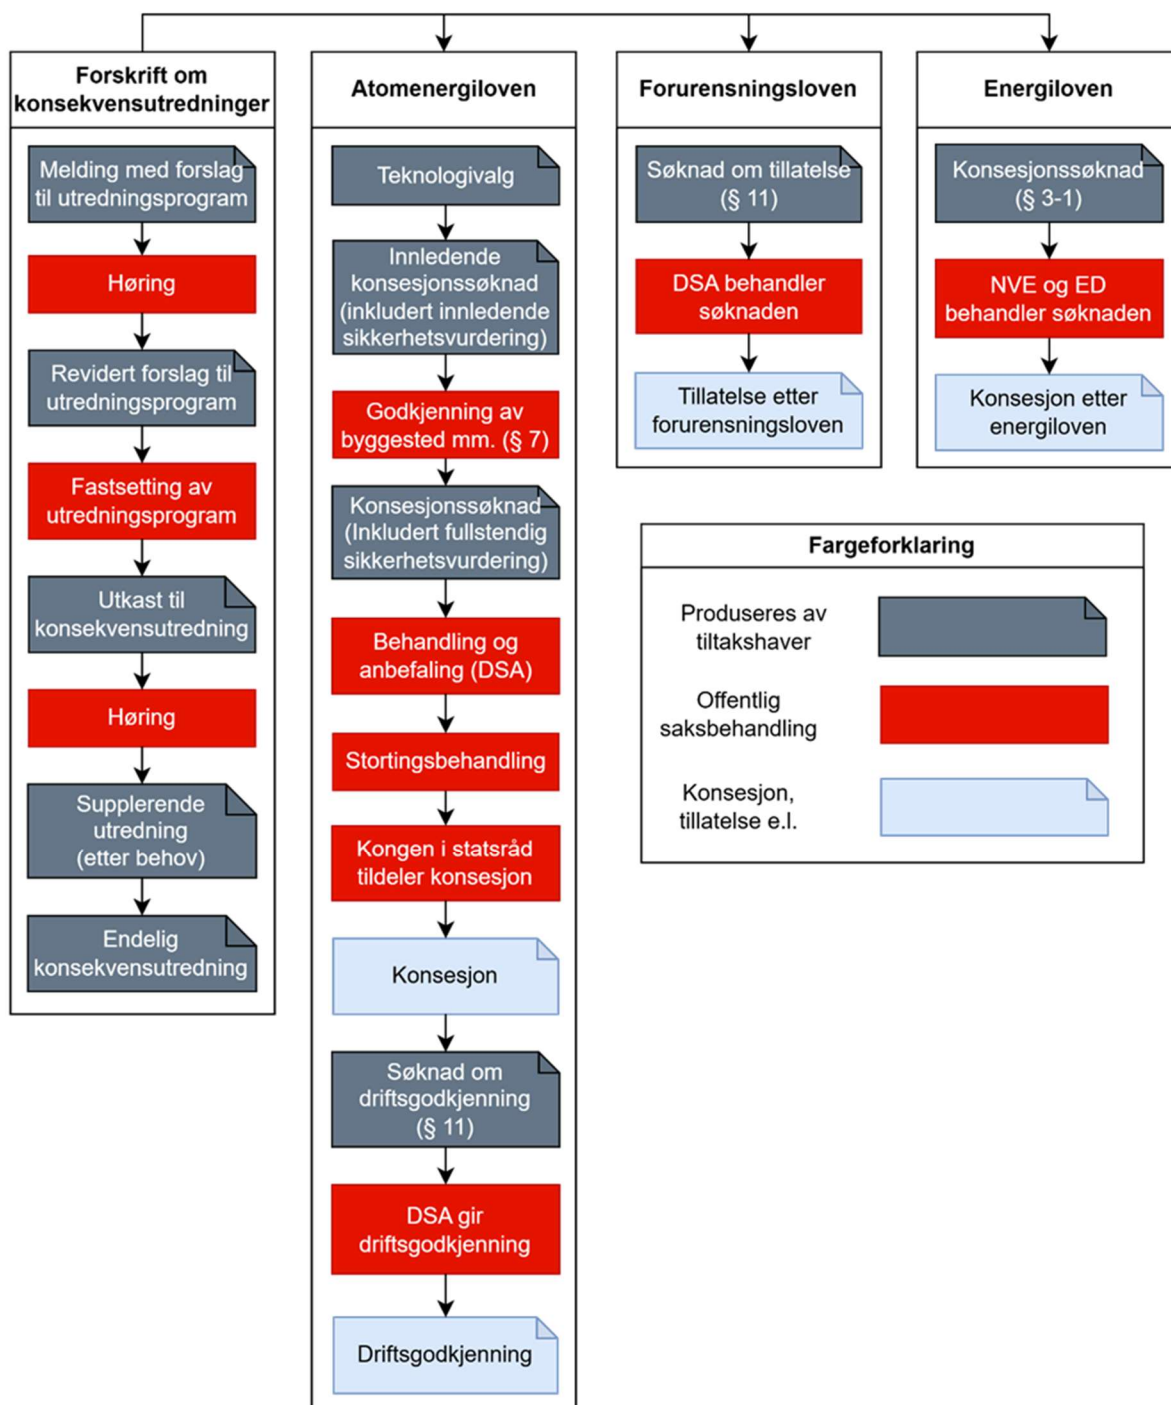 Forskrift om
konsekvensutredninger
Melding med forslag
til utredningsprogram
Høring
Revidert forslag til
utredningsprogram
Fastsetting av
utredningsprogram
Utkast til
konsekvensutredning
Høring
Supplerende
utredning
(etter behov)
Endelig
konsekvensutredning
Atomenergiloven
Teknologivalg
Innledende
konsesjonssøknad
(inkludert innledende
sikkerhetsvurdering)
Godkjenning av
byggested mm. (§ 7)
Konsesjonssøknad
(Inkludert fullstendig
sikkerhetsvurdering)
Behandling og
anbefaling (DSA)
Stortingsbehandling
Kongen i statsråd
tildeler konsesjon
Konsesjon
Søknad om
driftsgodkjenning
(§ 11)
DSA gir
driftsgodkjenning
Driftsgodkjenning
Forurensningsloven
Søknad om tillatelse
(§ 11)
DSA behandler
søknaden
Tillatelse etter
forurensningsloven
Energiloven
Konsesjonssøknad
(§ 3-1)
NVE og ED
behandler søknaden
Konsesjon etter
energiloven
Fargeforklaring
Produseres av
tiltakshaver
Offentlig
saksbehandling
Konsesjon,
tillatelse e.l.